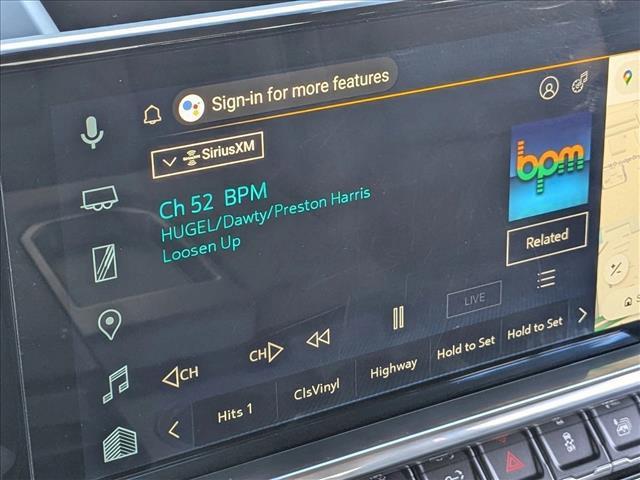 Sign-in for more features
SiriusXM
Ch 52 BPM
HUGEL/Dawty/Preston Harris
Loosen Up
bpm
Related
LIVE
CH
CH
Hits 1
ClsVinyl
Highway
Hold to Set
Hold to Set